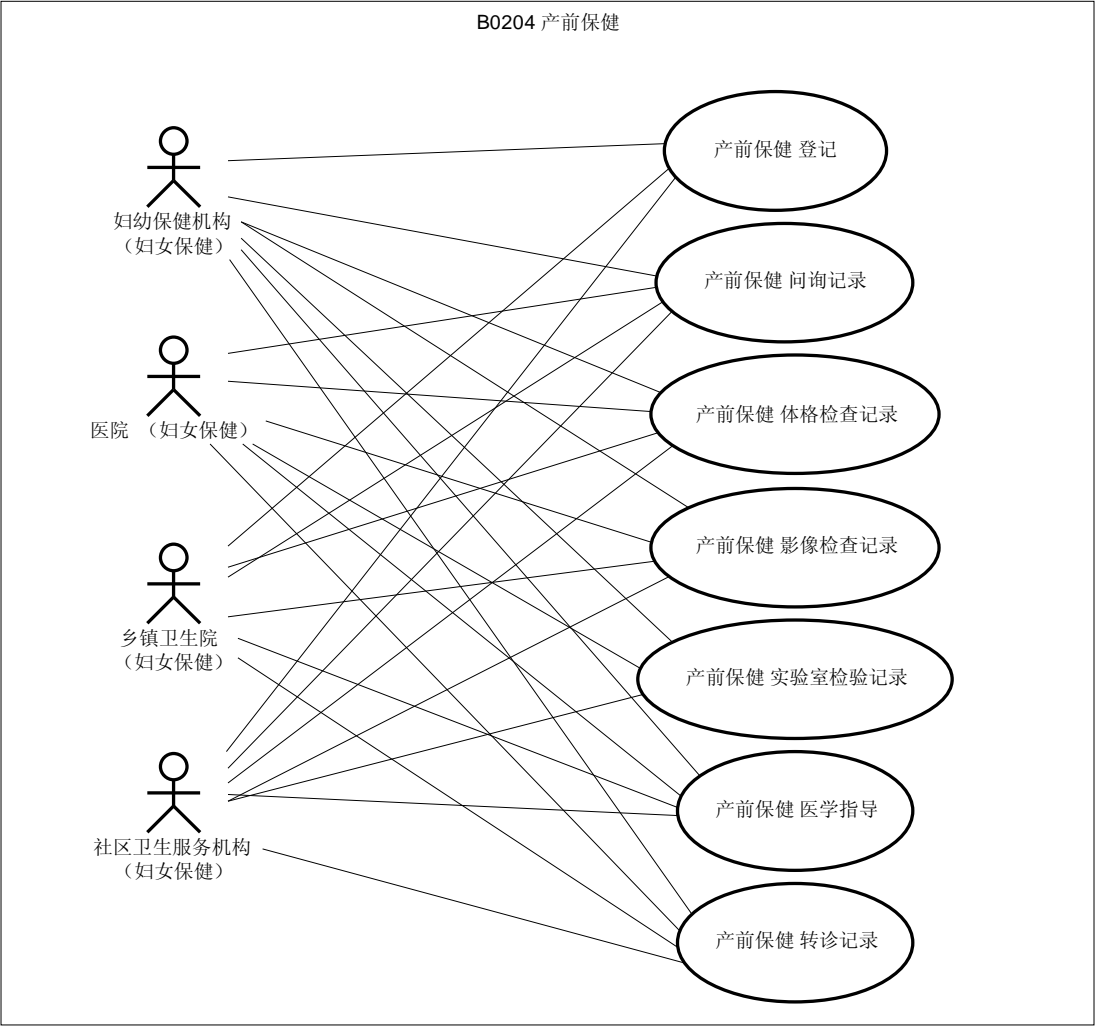 B0204 产前保健
产前保健 登记
妇幼保健机构
（妇女保健）
产前保健 问询记录
产前保健 体格检查记录
医院 （妇女保健）
产前保健 影像检查记录
乡镇卫生院
（妇女保健）
产前保健 实验室检验记录
产前保健 医学指导
社区卫生服务机构
（妇女保健）
产前保健 转诊记录